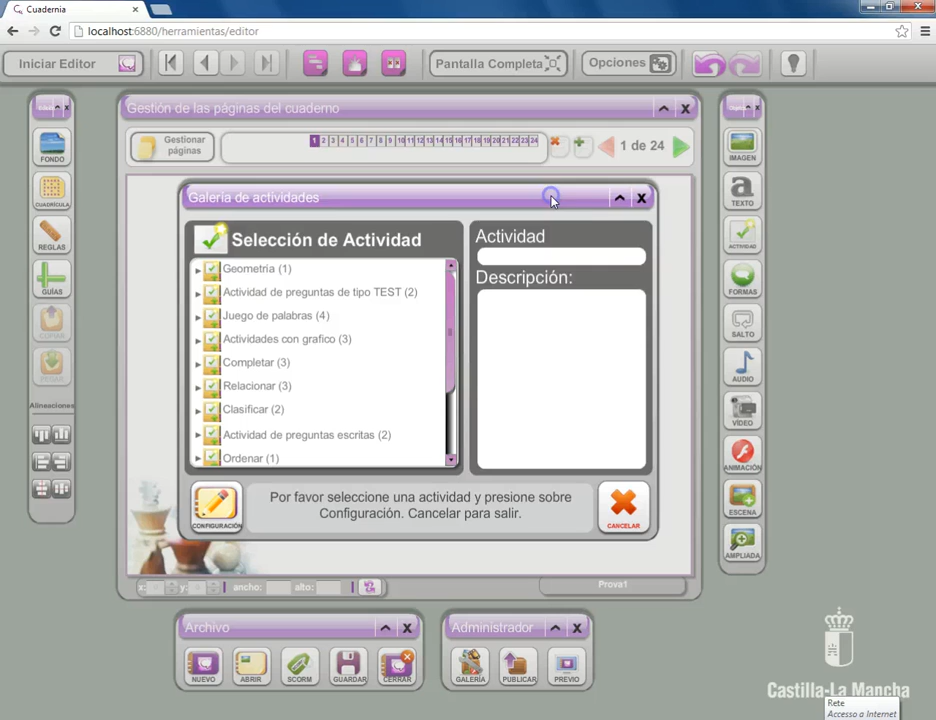 Cuadernia
localhost:6880/herramientas/editor
Iniciar Editor
Pantalla Completa
Opciones
Gestión de las páginas del cuaderno
Gestionar páginas
1 2 3 4 5 6 7 8 9 10 11 12 13 14 15 16 17 18 19 20 21 22 23 24
1 de 24
FONDO
CUADRÍCULA
REGLAS
GUÍAS
COPIAR
PEGAR
Alineaciones
Galería de actividades
Selección de Actividad
Geometría (1)
Actividad de preguntas de tipo TEST (2)
Juego de palabras (4)
Actividades con grafico (3)
Completar (3)
Relacionar (3)
Clasificar (2)
Actividad de preguntas escritas (2)
Ordenar (1)
Actividad
Descripción:
CONFIGURACIÓN
Por favor seleccione una actividad y presione sobre
Configuración. Cancelar para salir.
CANCELAR
IMAGEN
TEXTO
ACTIVIDAD
FORMAS
SALTO
AUDIO
VÍDEO
ANIMACIÓN
ESCENA
AMPLIADA
x:
y:
ancho:
alto:
Prova1
Archivo
NUEVO
ABRIR
SCORM
GUARDAR
CERRAR
Administrador
GALERÍA
PUBLICAR
PREVIO
Castilla-La Mancha
Rete
Accesso a Internet